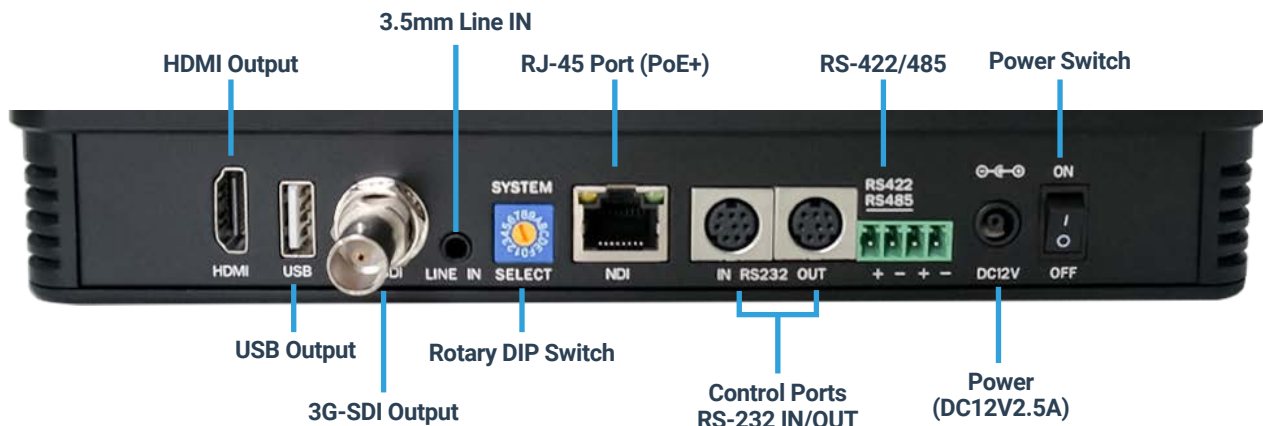 3.5mm Line IN
HDMI Output
RJ-45 Port (PoE+)
RS-422/485
Power Switch
SYSTEM
RS422
RS485
ON
HDMI
USB
LINE IN
SELECT
NDI
IN RS232 OUT
+ - + -
DC12V
OFF
USB Output
Rotary DIP Switch
3G-SDI Output
Control Ports
RS-232 IN/OUT
Power
(DC12V2.5A)